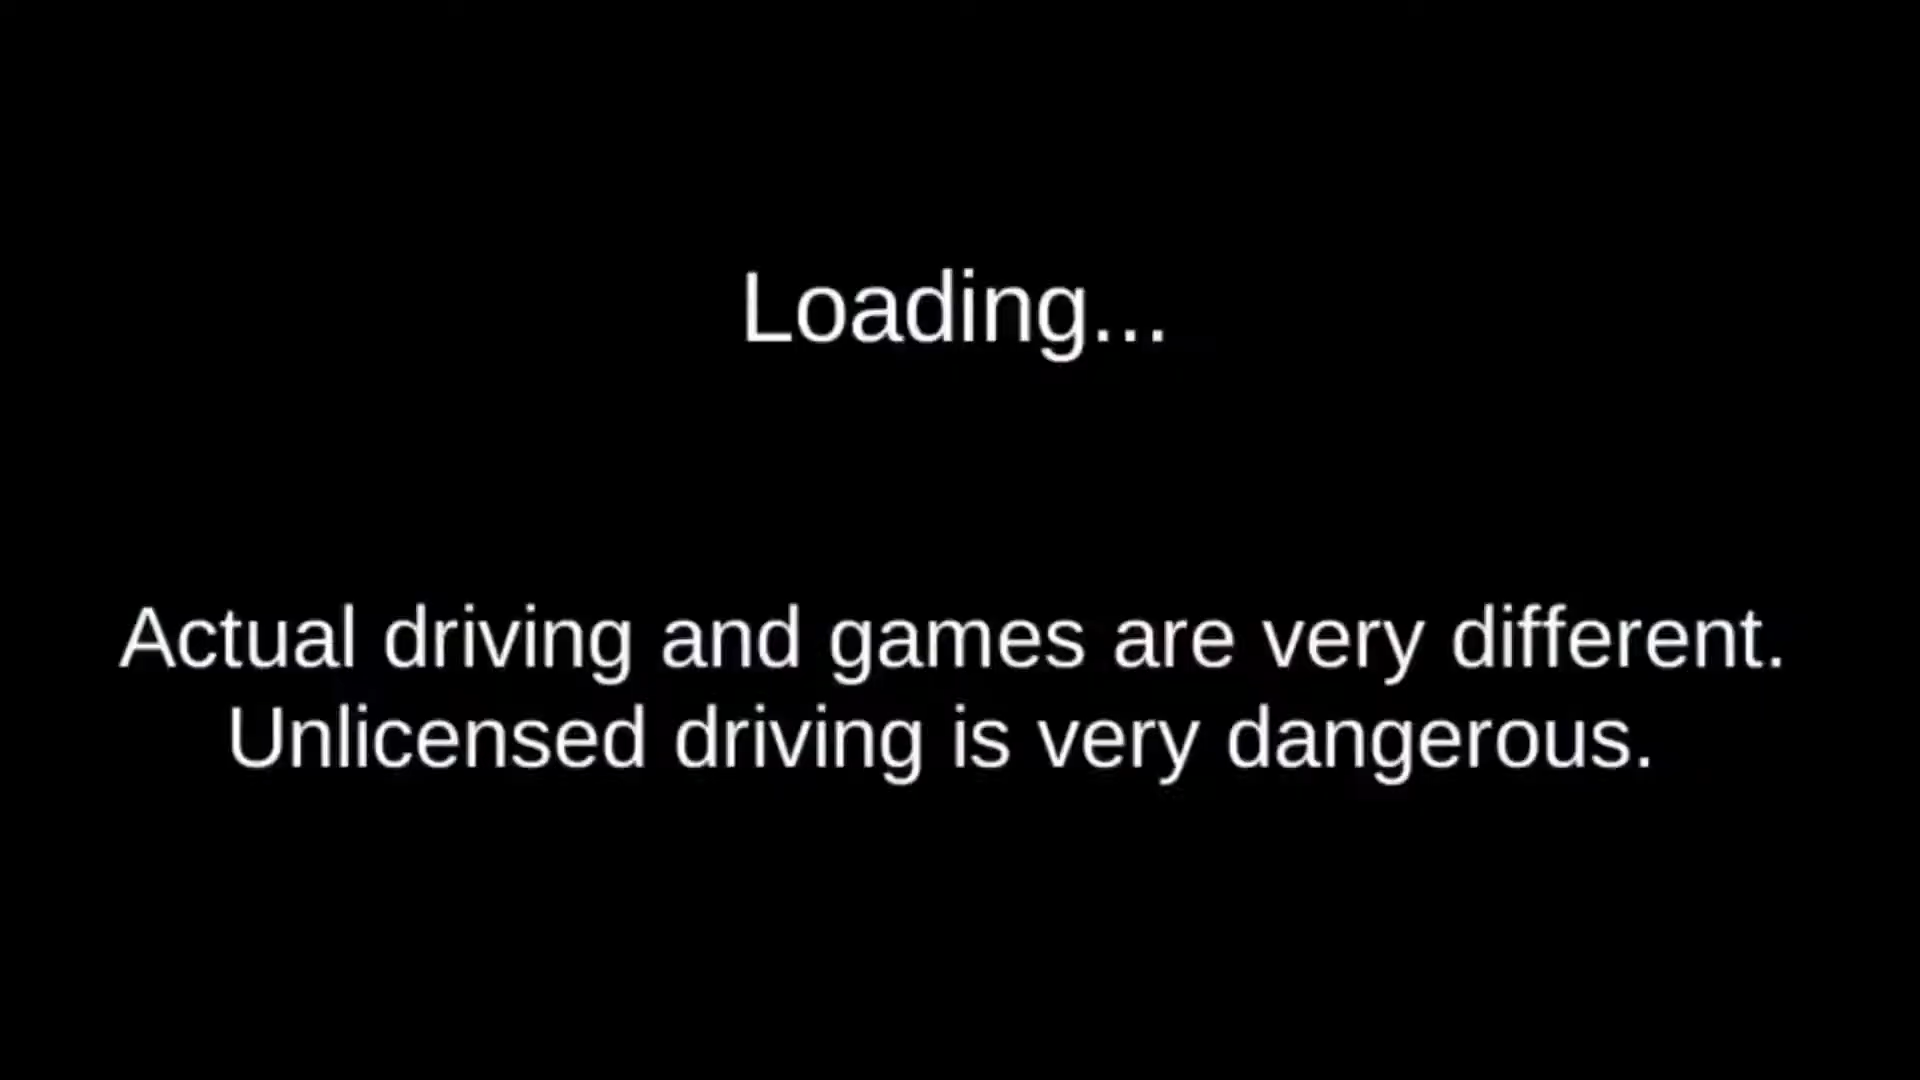 Loading...
Actual driving and games are very different.
Unlicensed driving is very dangerous.